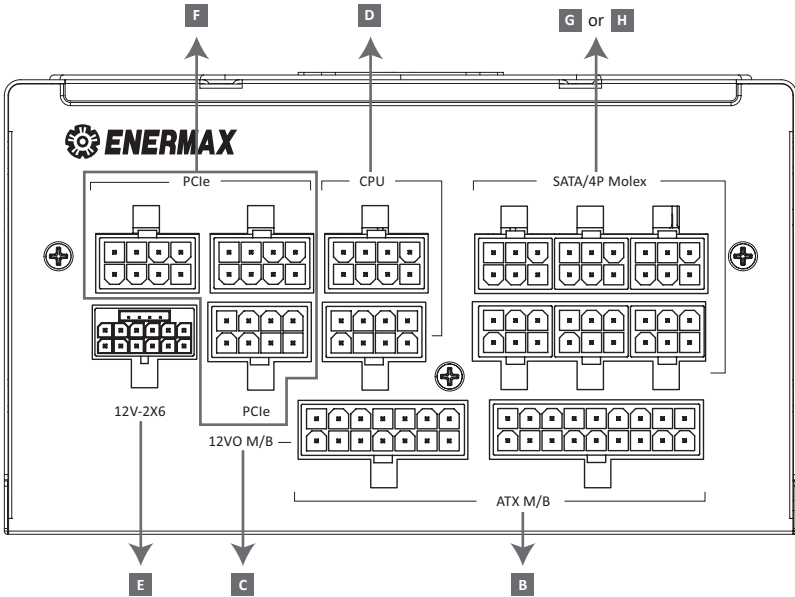 F
D
G or H
ENERMAX
PCIe
CPU
SATA/4P Molex
12V-2X6
PCIe
12VO M/B
ATX M/B
E
C
B